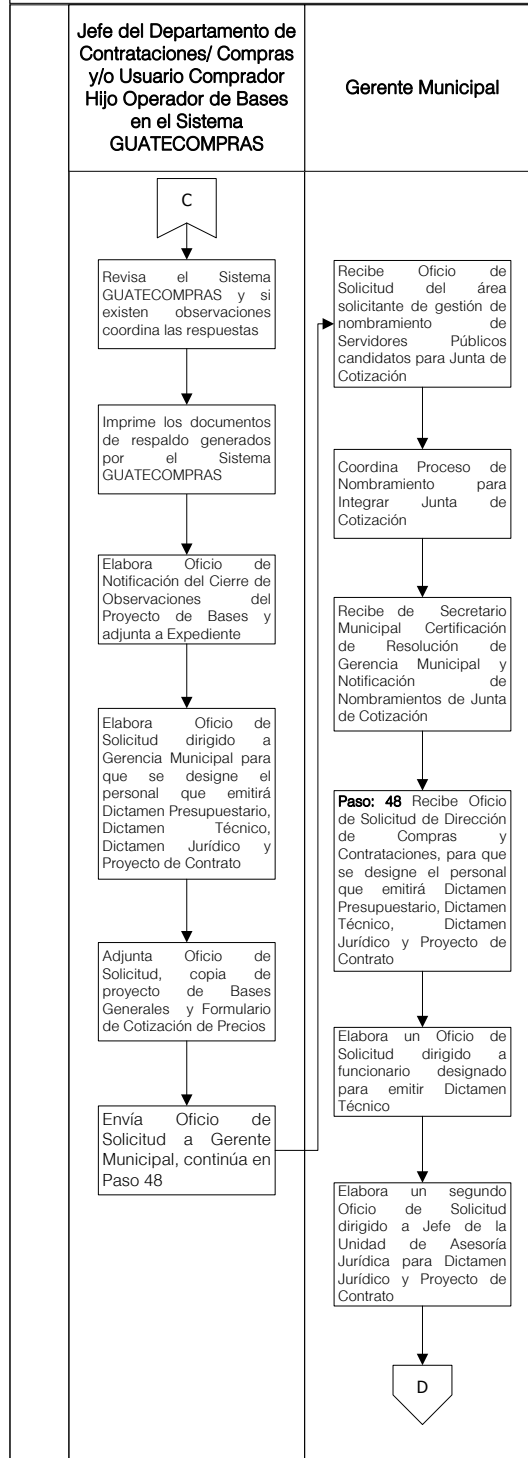 Jefe del Departamento de
Contrataciones/ Compras
y/o Usuario Comprador
Hijo Operador de Bases
en el Sistema
GUATECOMPRAS
Gerente Municipal
C
Revisa el Sistema
GUATECOMPRAS y si
existen observaciones
coordina las respuestas
Imprime los documentos
de respaldo generados
por el Sistema
GUATECOMPRAS
Elabora Oficio de
Notificación del Cierre de
Observaciones del
Proyecto de Bases y
adjunta a Expediente
Elabora Oficio de
Solicitud dirigido a
Gerencia Municipal para
que se designe el
personal que emitirá
Dictamen Presupuestario,
Dictamen Técnico,
Dictamen Jurídico y
Proyecto de Contrato
Adjunta Oficio de
Solicitud, copia de
proyecto de Bases
Generales y Formulario
de Cotización de Precios
Envía Oficio de
Solicitud a Gerente
Municipal, continúa en
Paso 48
Recibe Oficio de
Solicitud del área
solicitante de gestión de
nombramiento de
Servidores Públicos
candidatos para Junta de
Cotización
Coordina Proceso de
Nombramiento para
Integrar Junta de
Cotización
Recibe de Secretario
Municipal Certificación
de Resolución de
Gerencia Municipal y
Notificación de
Nombramientos de Junta
de Cotización
Paso: 48 Recibe Oficio
de Solicitud de Dirección
de Compras y
Contrataciones, para que
se designe el personal
que emitirá Dictamen
Presupuestario, Dictamen
Técnico, Dictamen
Jurídico y Proyecto de
Contrato
Elabora un Oficio de
Solicitud dirigido a
funcionario designado
para emitir Dictamen
Técnico
Elabora un segundo
Oficio de Solicitud
dirigido a Jefe de la
Unidad de Asesoría
Jurídica para Dictamen
Jurídico y Proyecto de
Contrato
D